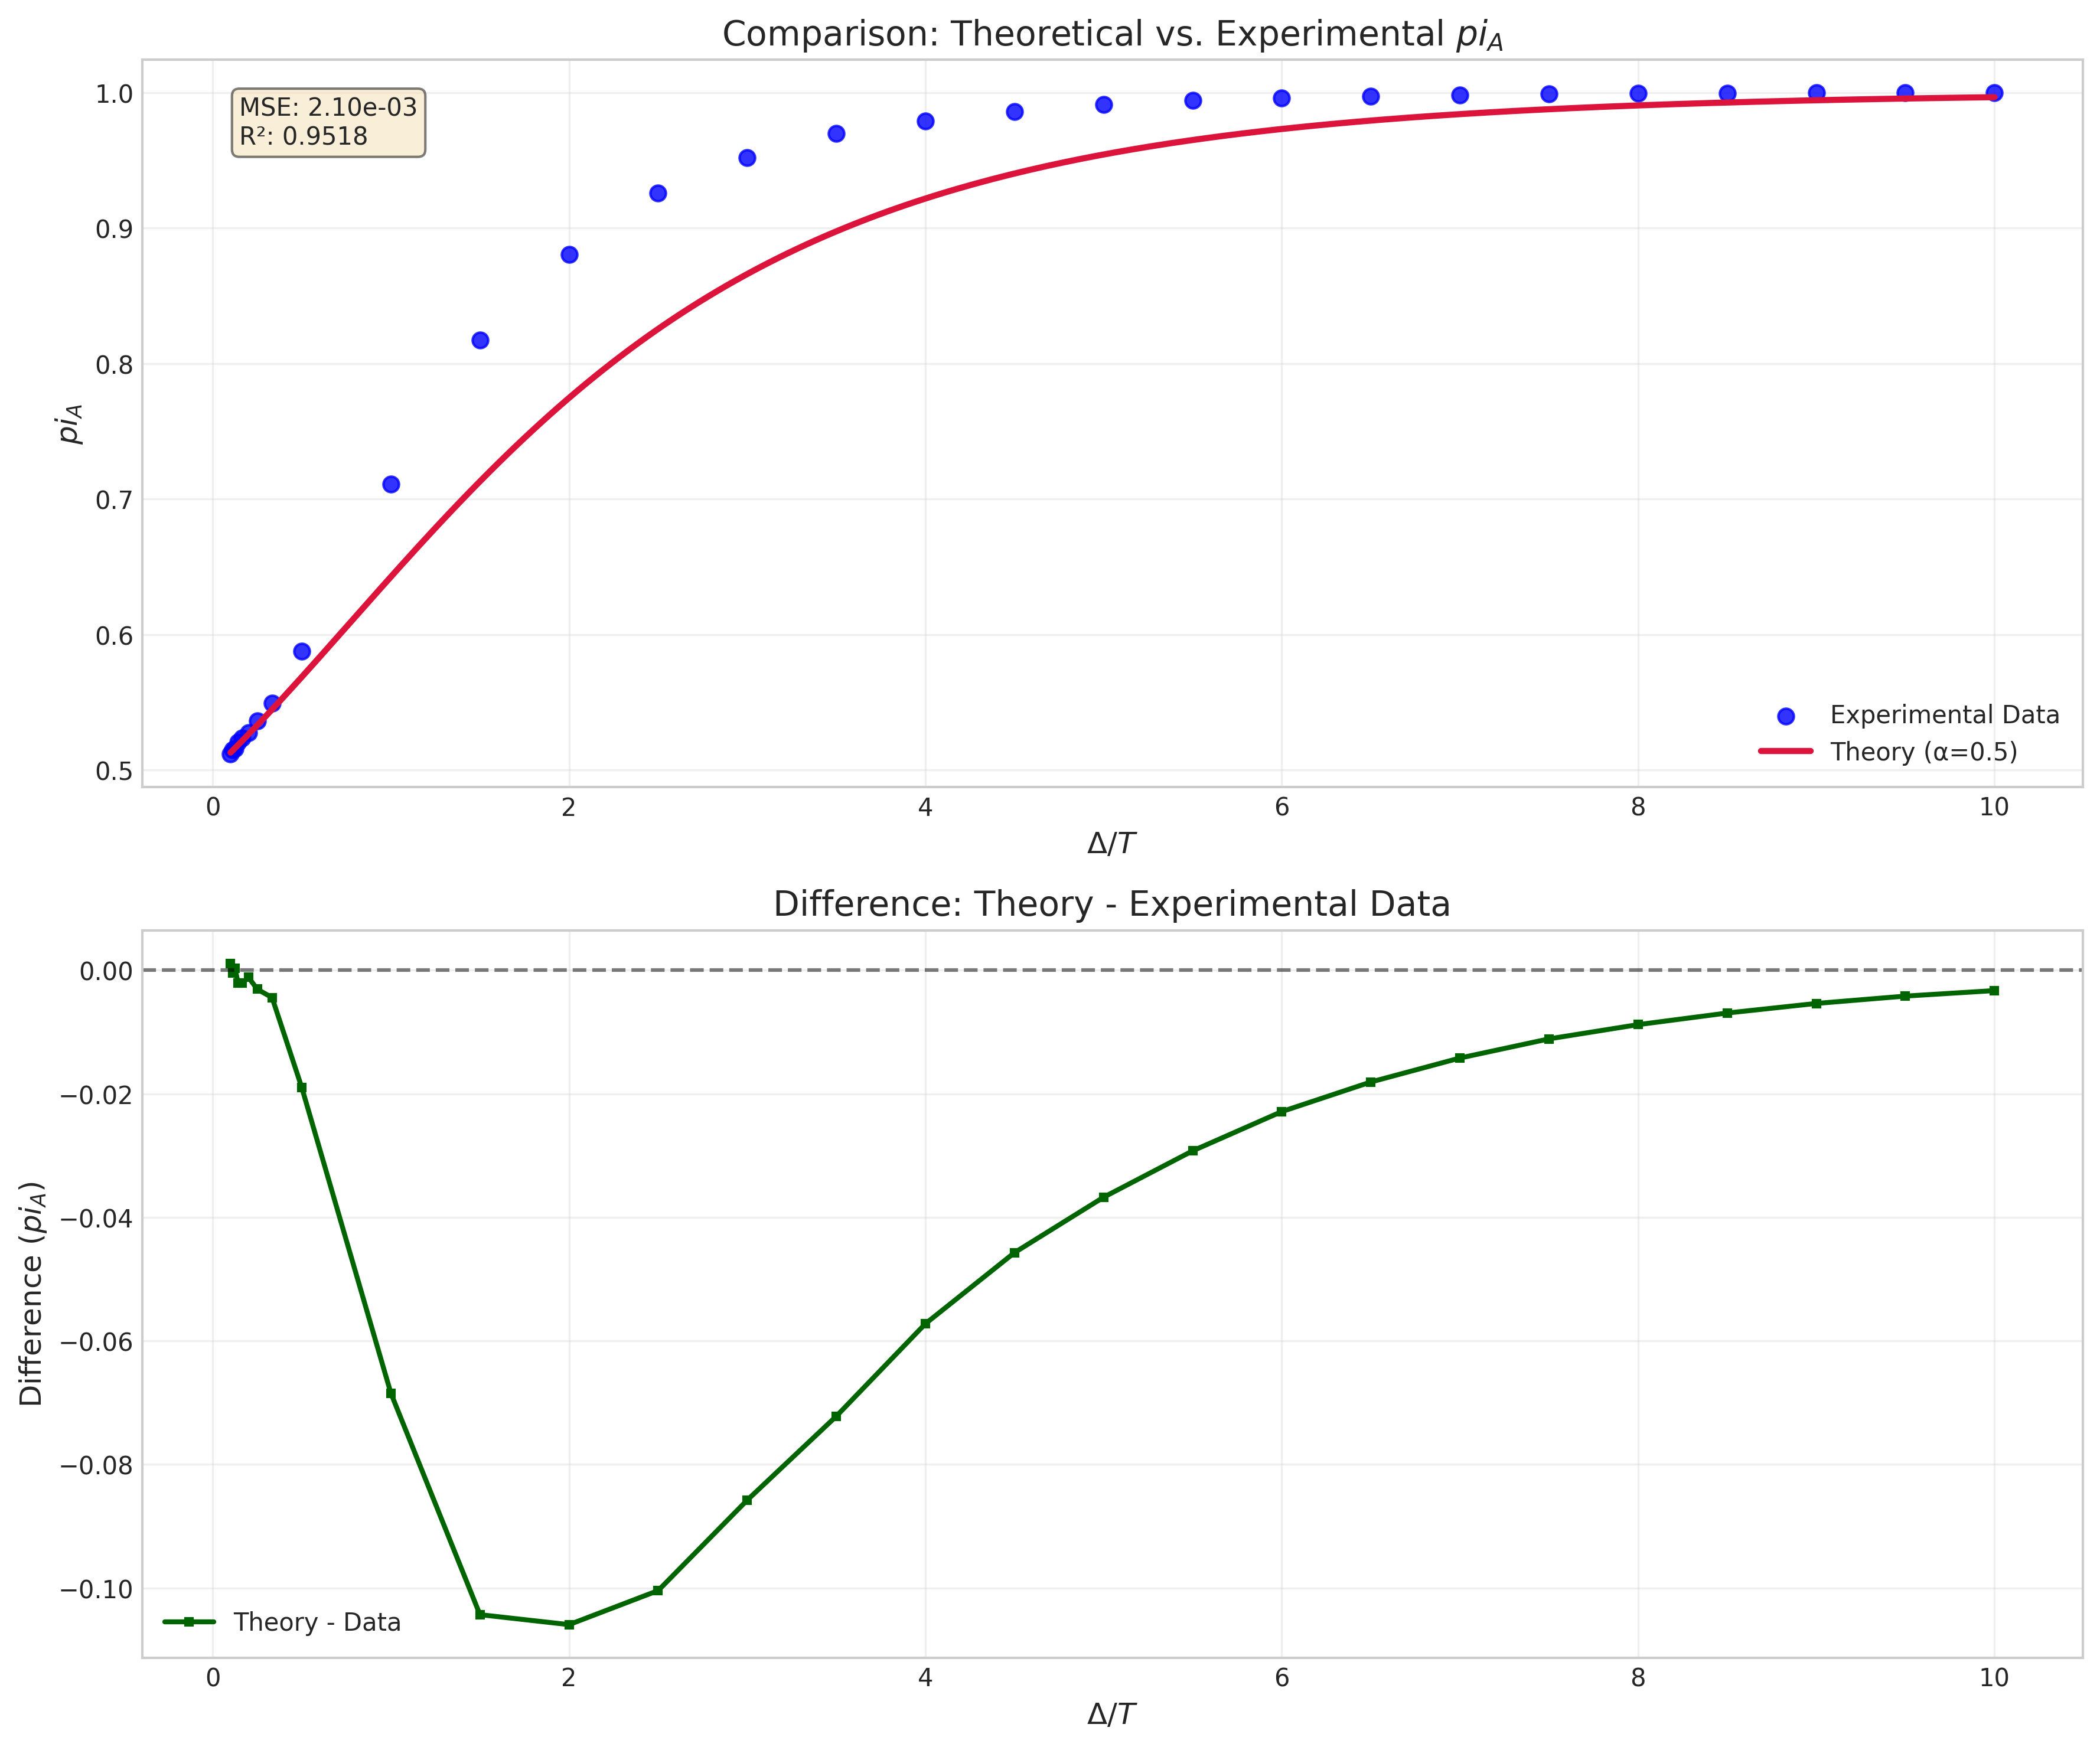 Comparison: Theoretical vs. Experimental pi_A
MSE: 2.10e-03
R²: 0.9518
pi_A
1.0
0.9
0.8
0.7
0.6
0.5
Experimental Data
Theory (α=0.5)
0 2 4 6 8 10
Δ/T
Difference: Theory - Experimental Data
Difference (pi_A)
0.00
−0.02
−0.04
−0.06
−0.08
−0.10
Theory - Data
0 2 4 6 8 10
Δ/T